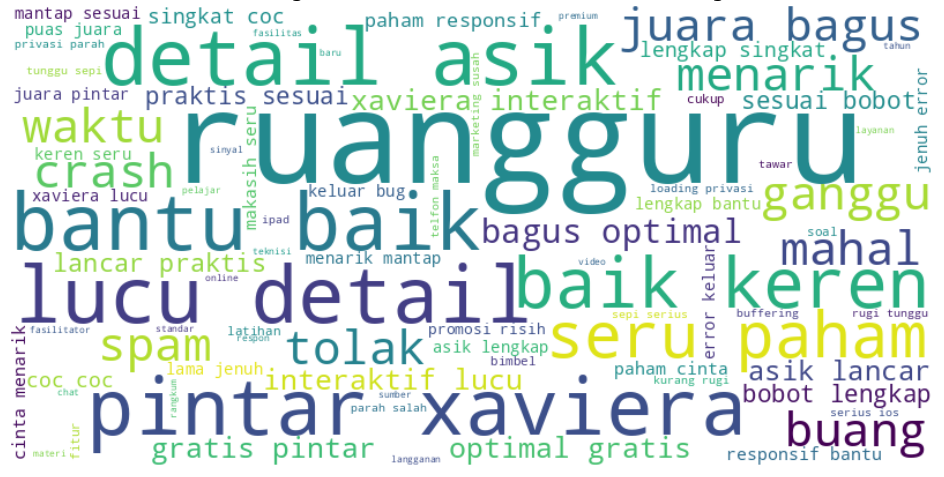 mantap sesuai
singkat coc
paham responsif
premium
juara bagus
puas juara
fasilitas
privasi parah
baru
detail asik
lengkap singkat
tahun
tunggu sepi
menarik
juara pintar
praktis sesuai
xaviera interaktif
marketing susah
cukup
sesuai bobot
jenuh error
waktu
makasih seru
ruangguru
layanan
keren seru
sinyal
crash
telfon maksa
tawar
xaviera lucu
pelajar
keluar bug
loading privasi
lengkap bantu
ganggu
bantu baik
ipad
bagus optimal
soal
mahal
lancar praktis
teknisi
menarik mantap
error keluar
online
video
lucu detail
baik keren
fasilitator
standar
latihan
respon
promosi risih
sepi serius
buffering
rugi tunggu
cinta menarik
spam
tolak
asik lengkap
seru paham
bimbel
lama jenuh
interaktif lucu
paham cinta
kurang rugi
asik lancar
coc coc
chat
rangkum
sumber
parah salah
bobot lengkap
pintar xaviera
serius ios
buang
fitur
materi
gratis pintar
langganan
optimal gratis
responsif bantu